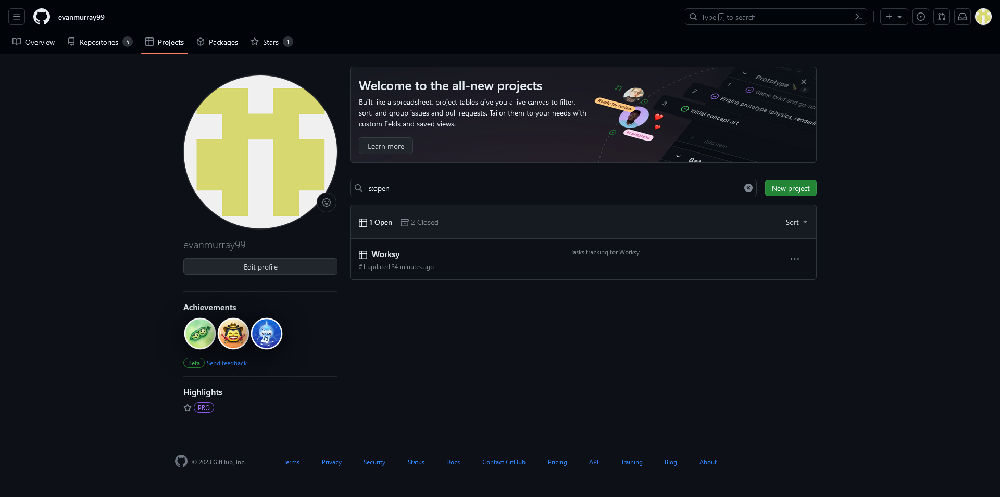 evanmurray99
Type / to search
Overview
Repositories 5
Projects
Packages
Stars 1
Welcome to the all-new projects
Built like a spreadsheet, project tables give you a live canvas to filter,
sort, and group issues and pull requests. Tailor them to your needs with
custom fields and saved views.
Learn more
Ready for review
In progress
Prototype 3
1 Game brief and go-no-
2 Engine prototype (physics, renderin
3 Initial concept art
Add item
Beta
is:open
New project
1 Open
2 Closed
Sort
Worksy
Tasks tracking for Worksy
#1 updated 34 minutes ago
evanmurray99
Edit profile
Achievements
Beta Send feedback
Highlights
PRO
© 2023 GitHub, Inc.
Terms
Privacy
Security
Status
Docs
Contact GitHub
Pricing
API
Training
Blog
About